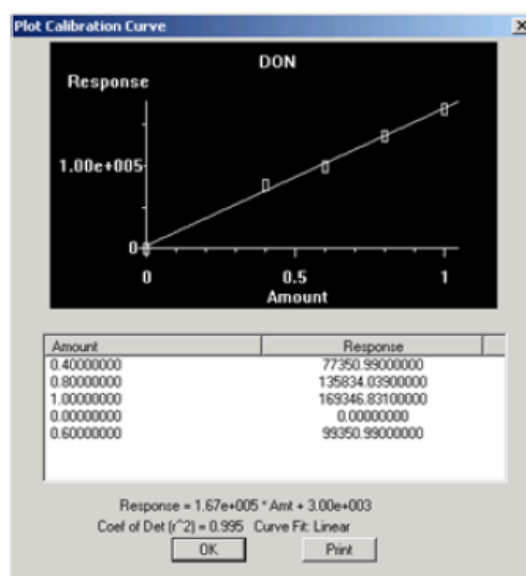 Plot Calibration Curve
DON
Response
1.00e+005
0
0 0.5 1
Amount
Amount Response
0.40000000 77350.99000000
0.80000000 135834.03900000
1.00000000 169346.83100000
0.00000000 0.00000000
0.60000000 99350.99000000
Response = 1.67e+005 * Amt + 3.00e+003
Coef of Det (r^2) = 0.995 Curve Fit: Linear
OK Print